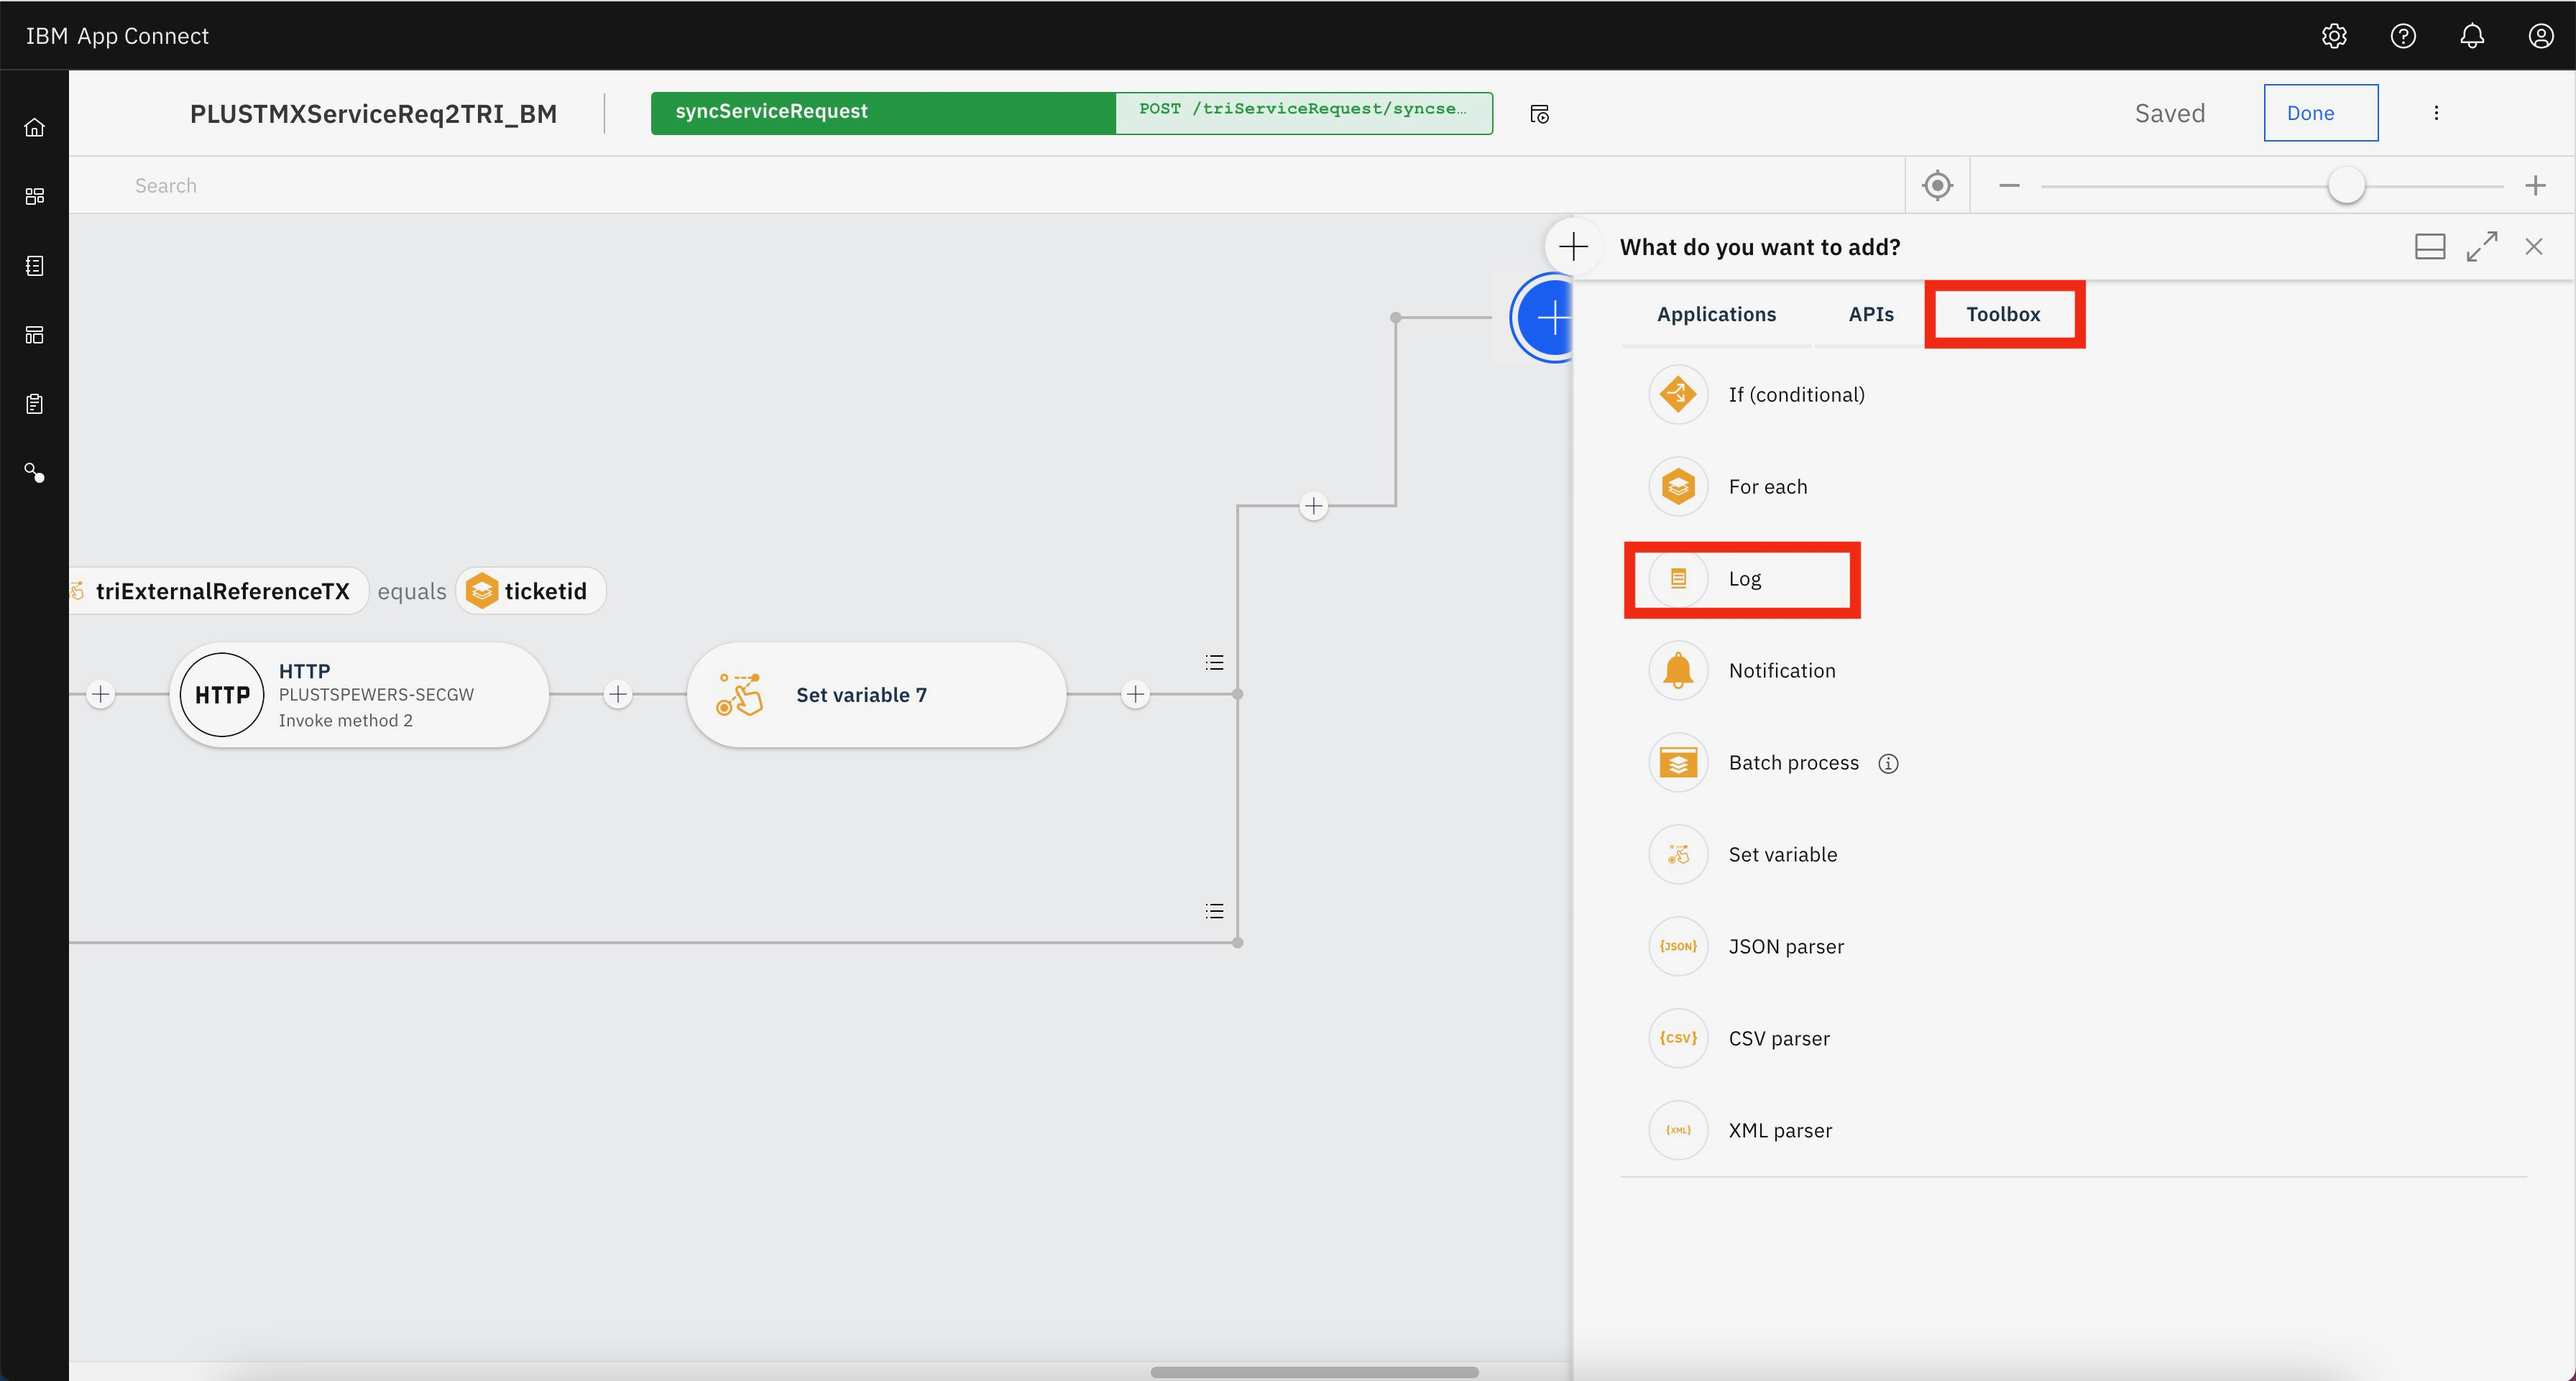 IBM App Connect
PLUSTMXServiceReq2TRI_BM
syncServiceRequest
POST /triServiceRequest/syncse…
Saved
Done
Search
What do you want to add?
Applications
APIs
Toolbox
If (conditional)
For each
Log
Notification
Batch process
Set variable
{JSON} JSON parser
{CSV} CSV parser
{XML} XML parser
triExternalReferenceTX equals ticketid
HTTP
HTTP
PLUSTSPEWERS-SECGW
Invoke method 2
Set variable 7